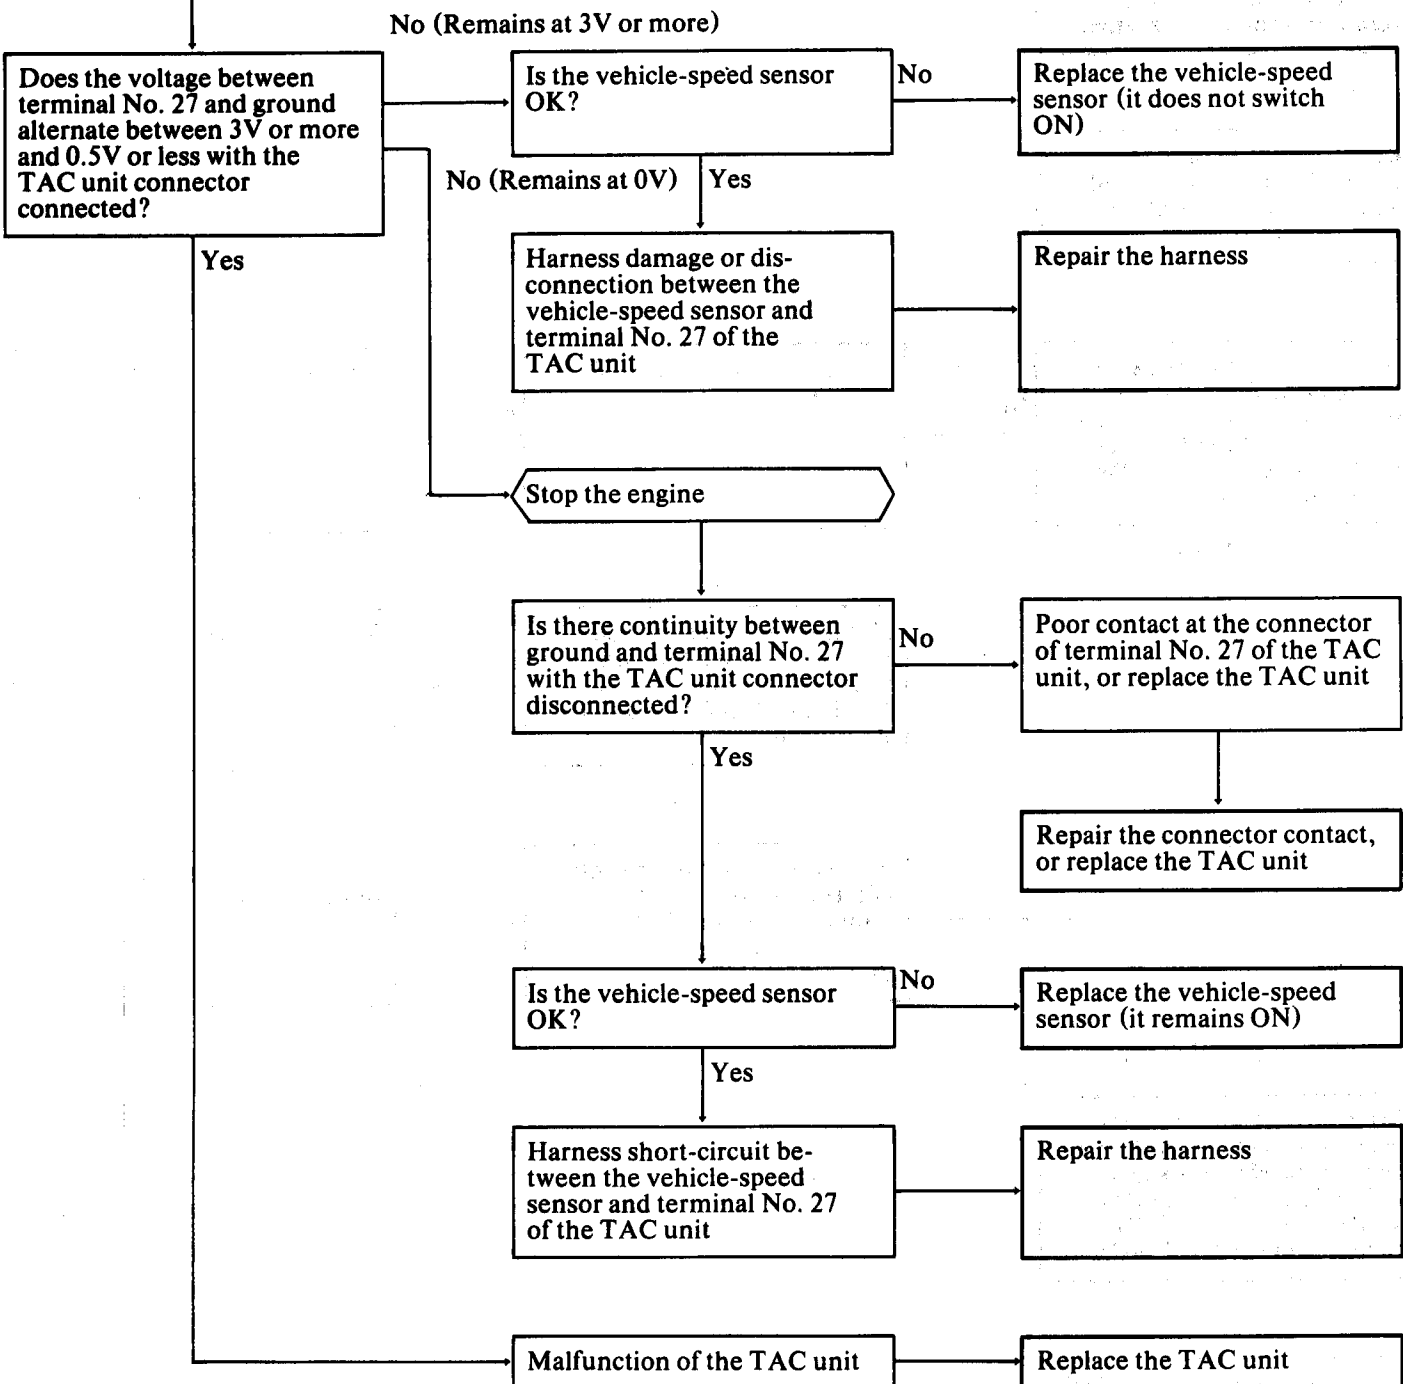 No (Remains at 3V or more)
Does the voltage between
terminal No. 27 and ground
alternate between 3V or more
and 0.5V or less with the
TAC unit connector
connected?
Is the vehicle-speed sensor
OK?
No
Replace the vehicle-speed
sensor (it does not switch
ON)
No (Remains at 0V)
Yes
Yes
Harness damage or dis-
connection between the
vehicle-speed sensor and
terminal No. 27 of the
TAC unit
Repair the harness
Stop the engine
Is there continuity between
ground and terminal No. 27
with the TAC unit connector
disconnected?
No
Poor contact at the connector
of terminal No. 27 of the TAC
unit, or replace the TAC unit
Yes
Repair the connector contact,
or replace the TAC unit
Is the vehicle-speed sensor
OK?
No
Replace the vehicle-speed
sensor (it remains ON)
Yes
Harness short-circuit be-
tween the vehicle-speed
sensor and terminal No. 27
of the TAC unit
Repair the harness
Malfunction of the TAC unit
Replace the TAC unit